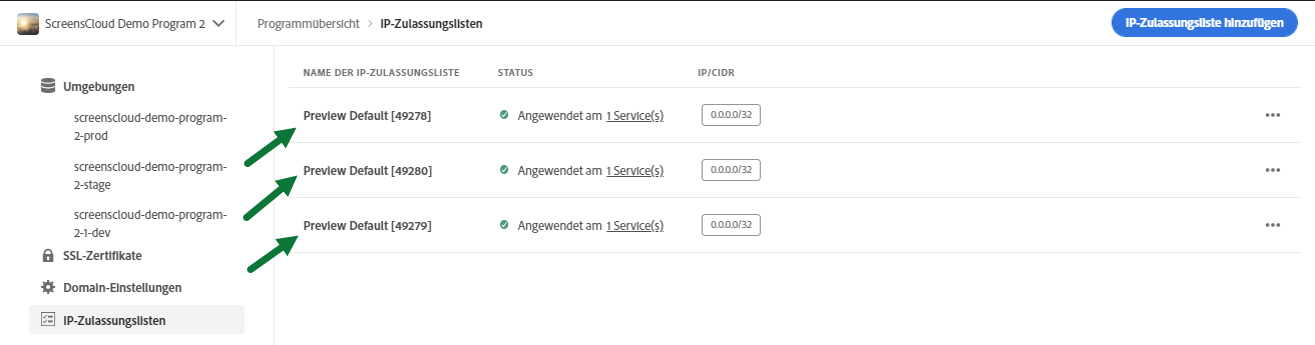 ScreensCloud Demo Program 2
Programmübersicht > IP-Zulassungslisten
IP-Zulassungsliste hinzufügen
Umgebungen
screenscloud-demo-program-
2-prod
screenscloud-demo-program-
2-stage
screenscloud-demo-program-
2-1-dev
SSL-Zertifikate
Domain-Einstellungen
IP-Zulassungslisten
NAME DER IP-ZULASSUNGSLISTE STATUS IP/CIDR
Preview Default [49278] Angewendet am 1 Service(s) 0.0.0.0/32
Preview Default [49280] Angewendet am 1 Service(s) 0.0.0.0/32
Preview Default [49279] Angewendet am 1 Service(s) 0.0.0.0/32